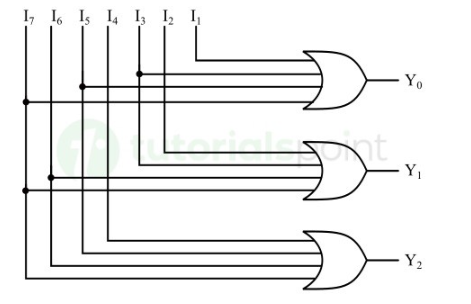 I₇ I₆ I₅ I₄ I₃ I₂ I₁
Y₀
tutorialspoint
Y₁
Y₂